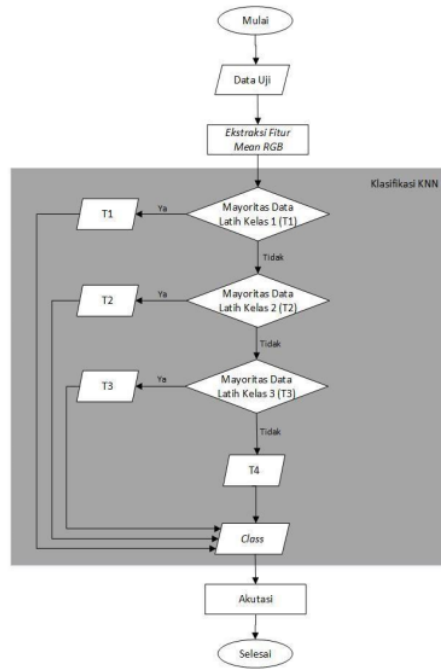 Mulai
Data Uji
Ekstraksi Fitur
Mean RGB
Klasifikasi KNN
Mayoritas Data
Latih Kelas 1 (T1)
Ya
T1
Tidak
Mayoritas Data
Latih Kelas 2 (T2)
Ya
T2
Tidak
Mayoritas Data
Latih Kelas 3 (T3)
Ya
T3
Tidak
T4
Class
Akutasi
Selesai